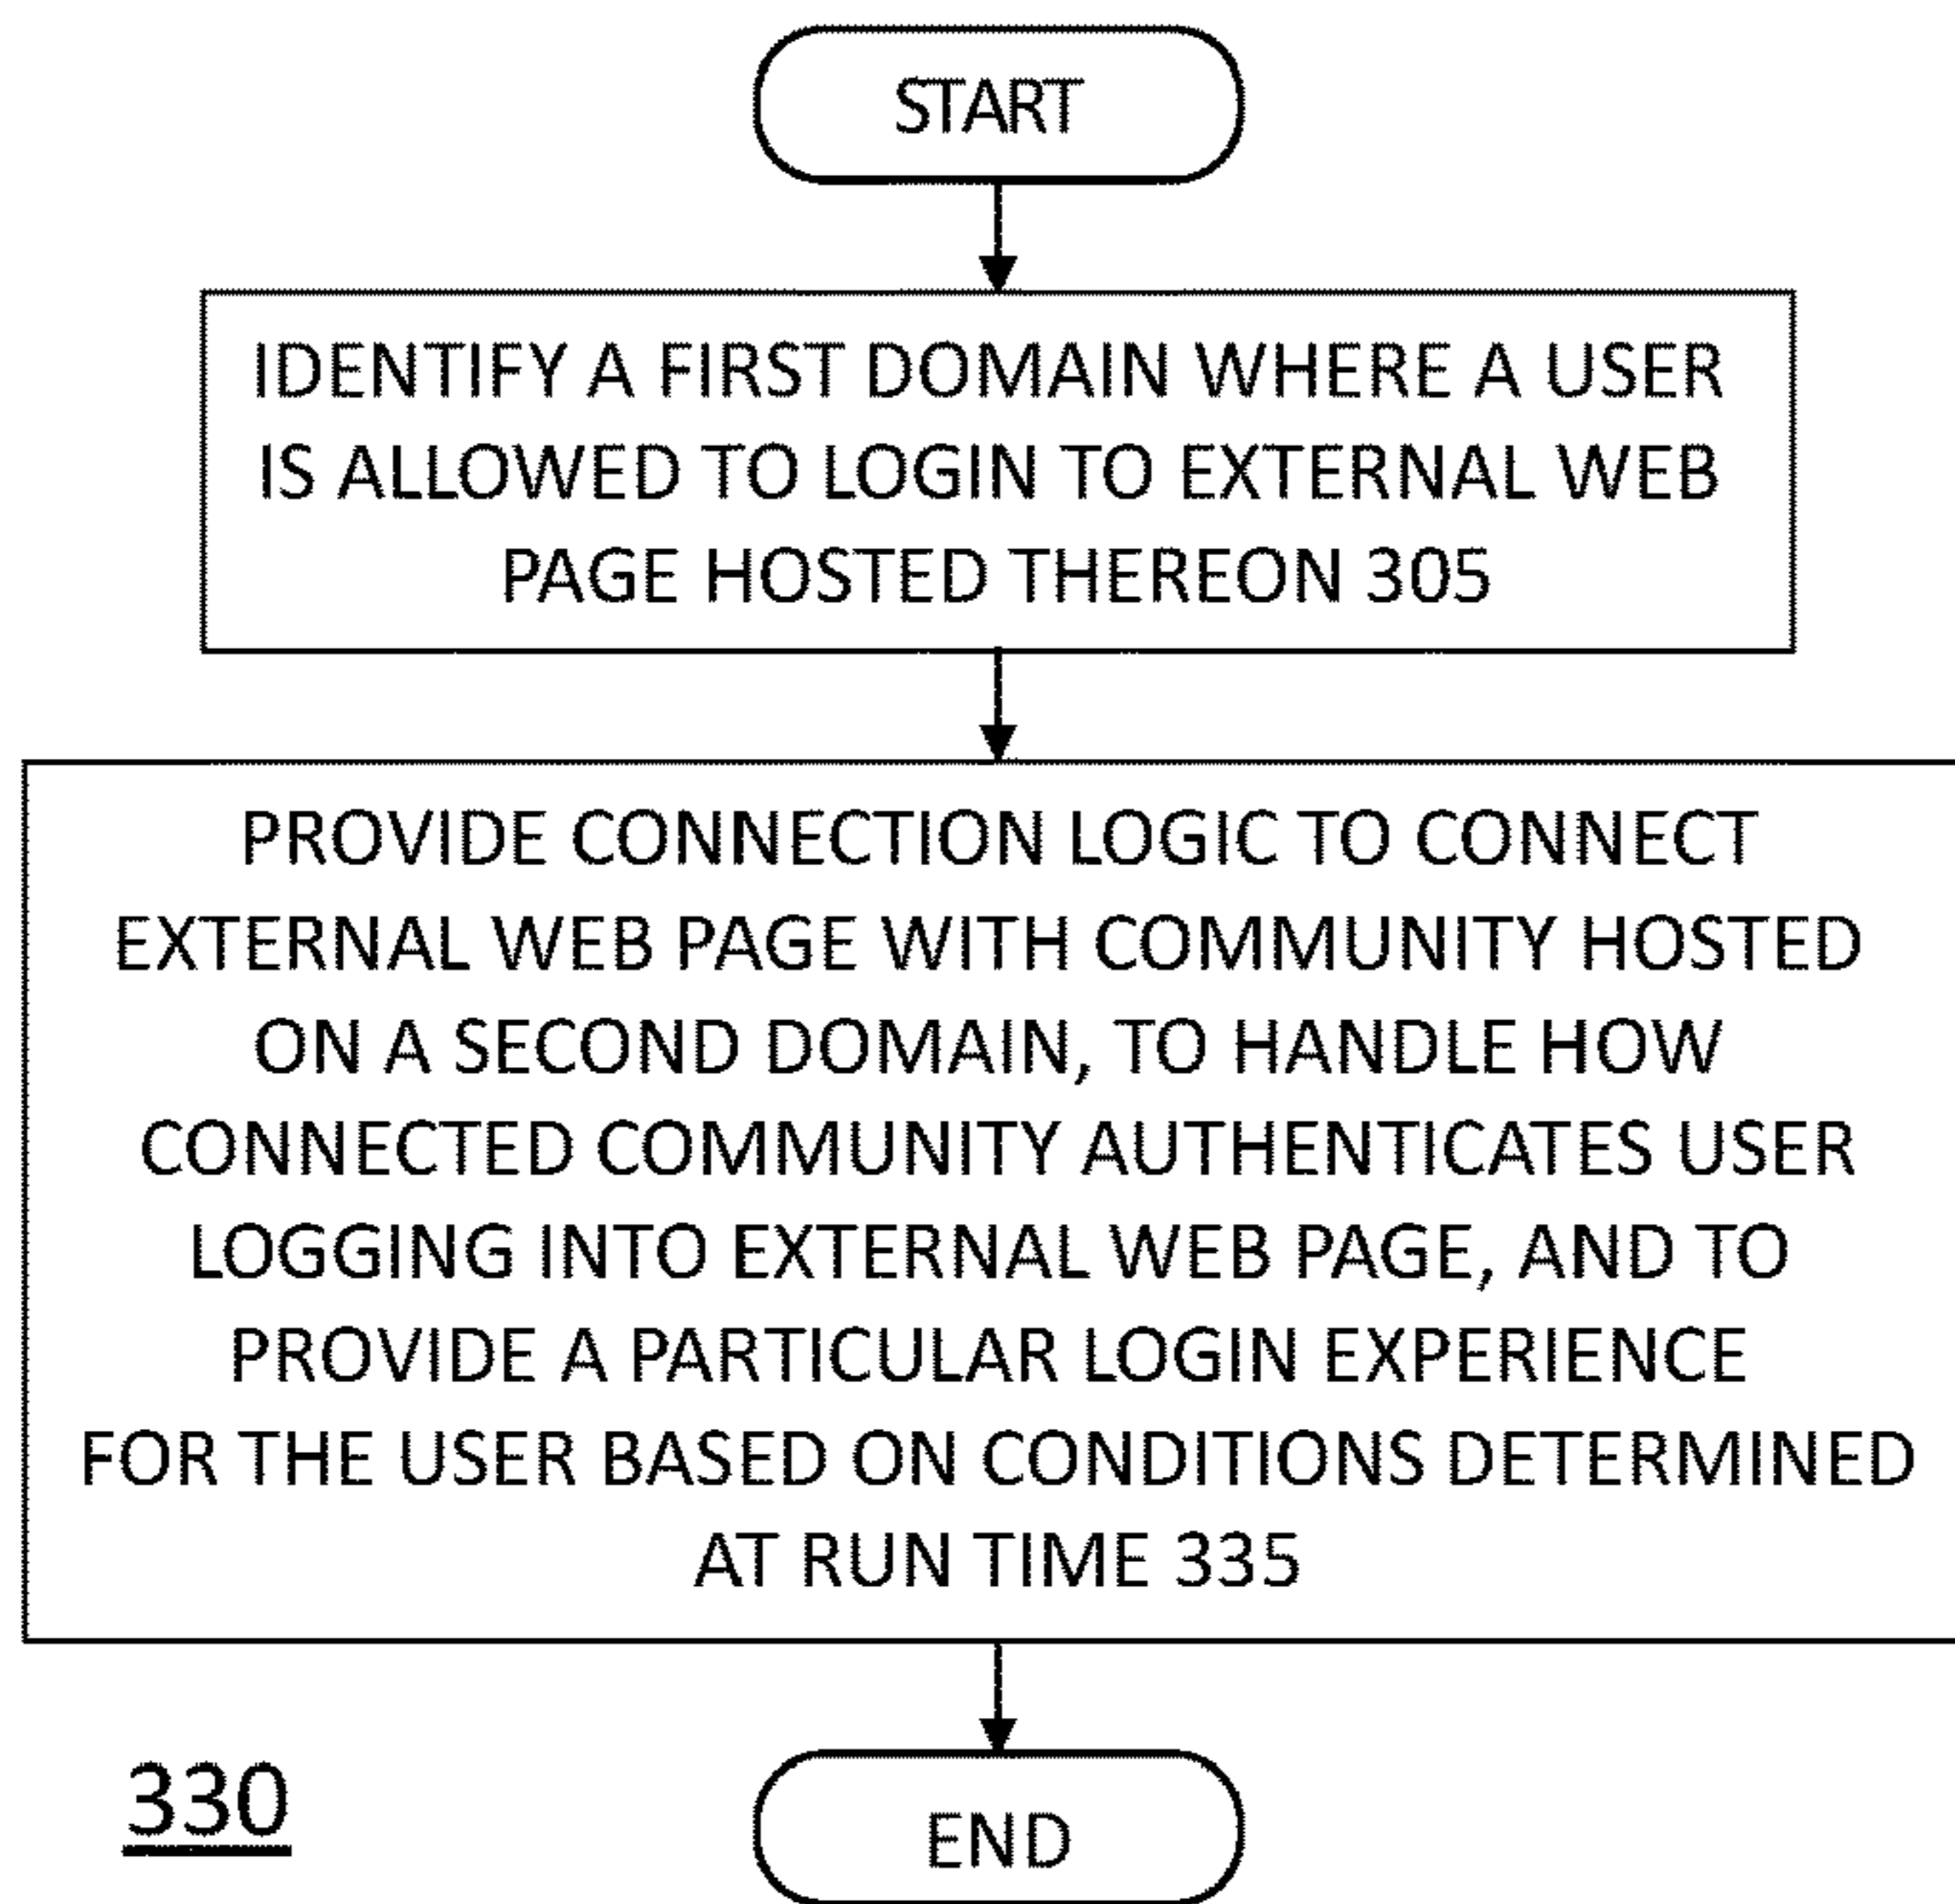 START
IDENTIFY A FIRST DOMAIN WHERE A USER
IS ALLOWED TO LOGIN TO EXTERNAL WEB
PAGE HOSTED THEREON 305
PROVIDE CONNECTION LOGIC TO CONNECT
EXTERNAL WEB PAGE WITH COMMUNITY HOSTED
ON A SECOND DOMAIN, TO HANDLE HOW
CONNECTED COMMUNITY AUTHENTICATES USER
LOGGING INTO EXTERNAL WEB PAGE, AND TO
PROVIDE A PARTICULAR LOGIN EXPERIENCE
FOR THE USER BASED ON CONDITIONS DETERMINED
AT RUN TIME 335
330
END